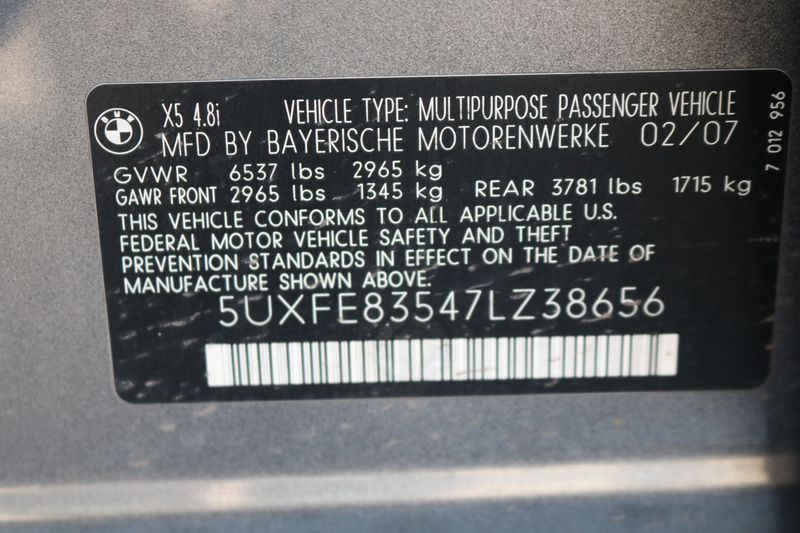 BMW
X5 4.8i VEHICLE TYPE: MULTIPURPOSE PASSENGER VEHICLE
MFD BY BAYERISCHE MOTORENWERKE 02/07
GVWR 6537 lbs 2965 kg
GAWR FRONT 2965 lbs 1345 kg REAR 3781 lbs 1715 kg
THIS VEHICLE CONFORMS TO ALL APPLICABLE U.S.
FEDERAL MOTOR VEHICLE SAFETY AND THEFT
PREVENTION STANDARDS IN EFFECT ON THE DATE OF
MANUFACTURE SHOWN ABOVE.
5UXFE83547LZ38656
7 012 956